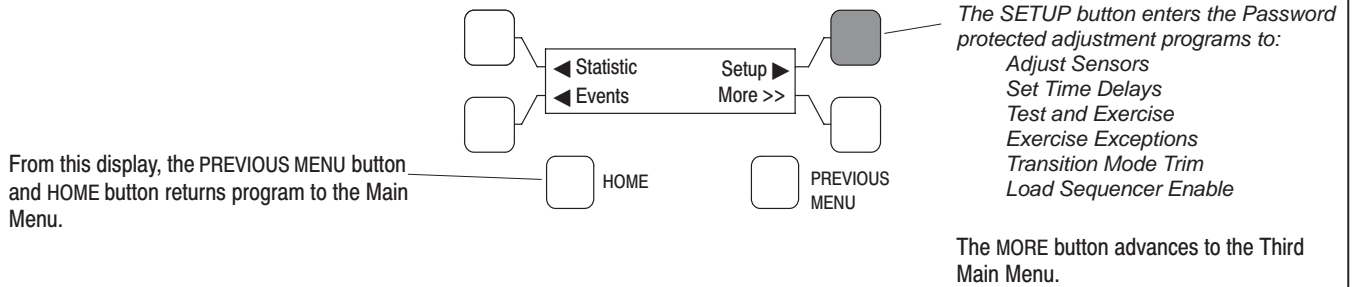 ◀ Statistic Setup ▶
◀ Events More >>
HOME
PREVIOUS
MENU
From this display, the PREVIOUS MENU button
and HOME button returns program to the Main
Menu.
The SETUP button enters the Password
protected adjustment programs to:
Adjust Sensors
Set Time Delays
Test and Exercise
Exercise Exceptions
Transition Mode Trim
Load Sequencer Enable
The MORE button advances to the Third
Main Menu.